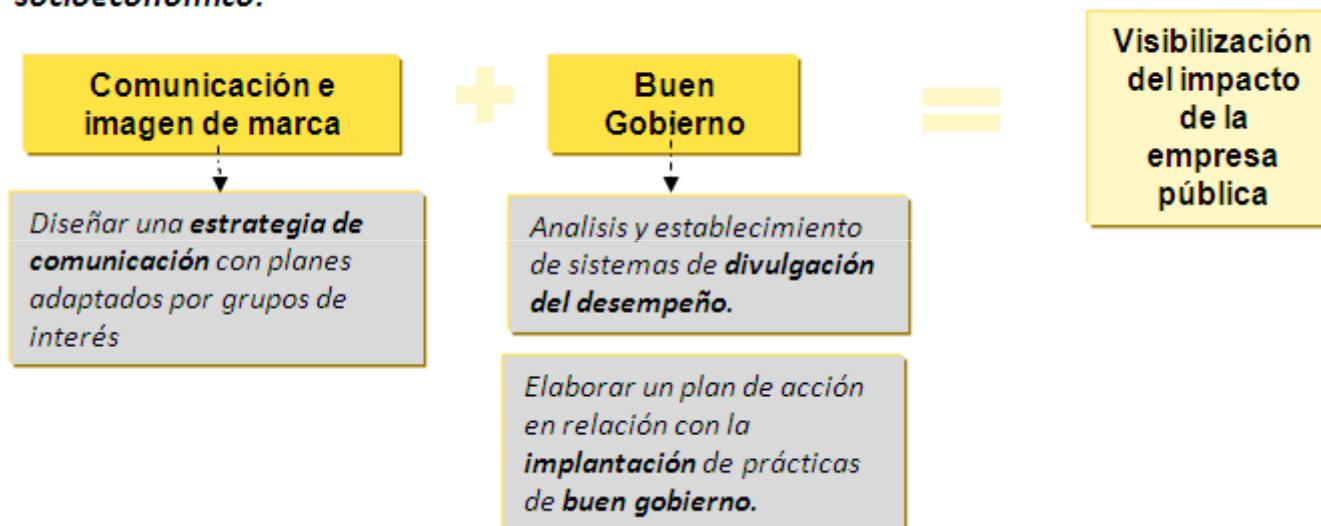 socioeconómico.
Comunicación e
imagen de marca
+
Buen
Gobierno
=
Visibilización
del impacto
de la
empresa
pública
Diseñar una estrategia de
comunicación con planes
adaptados por grupos de
interés
Analisis y establecimiento
de sistemas de divulgación
del desempeño.
Elaborar un plan de acción
en relación con la
implantación de prácticas
de buen gobierno.